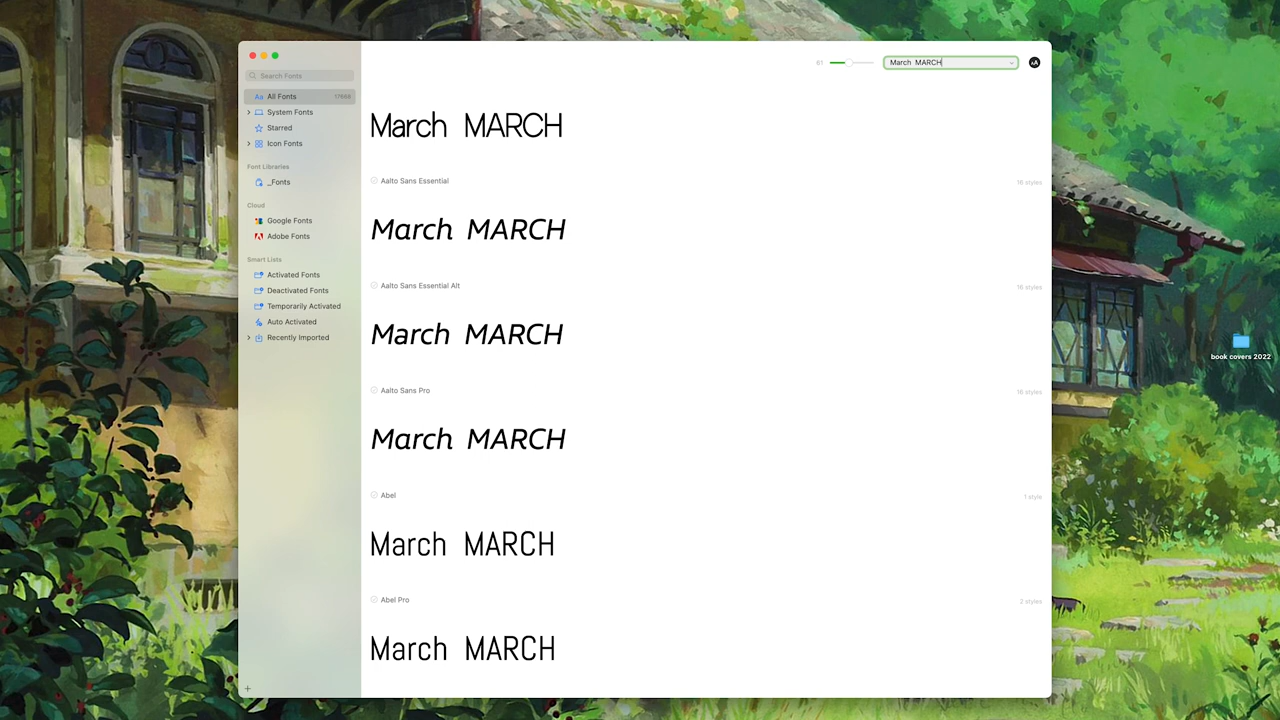 Search Fonts
All Fonts 17668
System Fonts
Starred
Icon Fonts
Font Libraries
_Fonts
Cloud
Google Fonts
Adobe Fonts
Smart Lists
Activated Fonts
Deactivated Fonts
Temporarily Activated
Auto Activated
Recently Imported
61
March MARCH
March MARCH
Aalto Sans Essential 16 styles
March MARCH
Aalto Sans Essential Alt 16 styles
March MARCH
Aalto Sans Pro 16 styles
March MARCH
Abel 1 style
March MARCH
Abel Pro 2 styles
March MARCH
book covers 2022